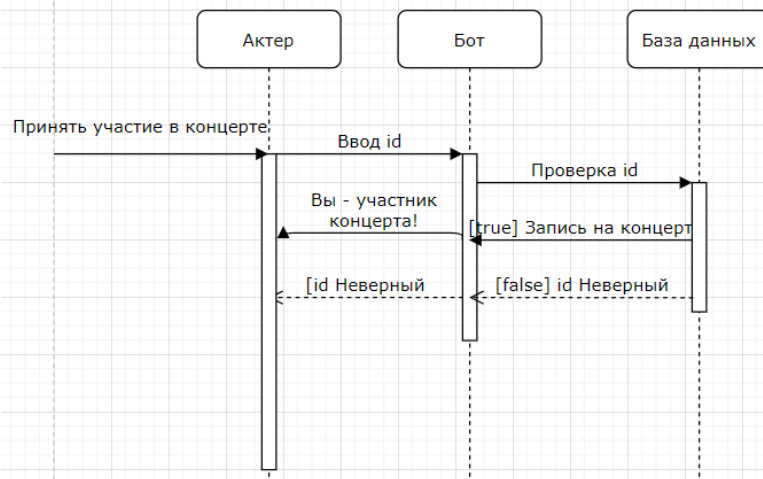 Актер
Бот
База данных
Принять участие в концерте
Ввод id
Проверка id
Вы - участник
концерта!
[true] Запись на концерт
[id Неверный
[false] id Неверный